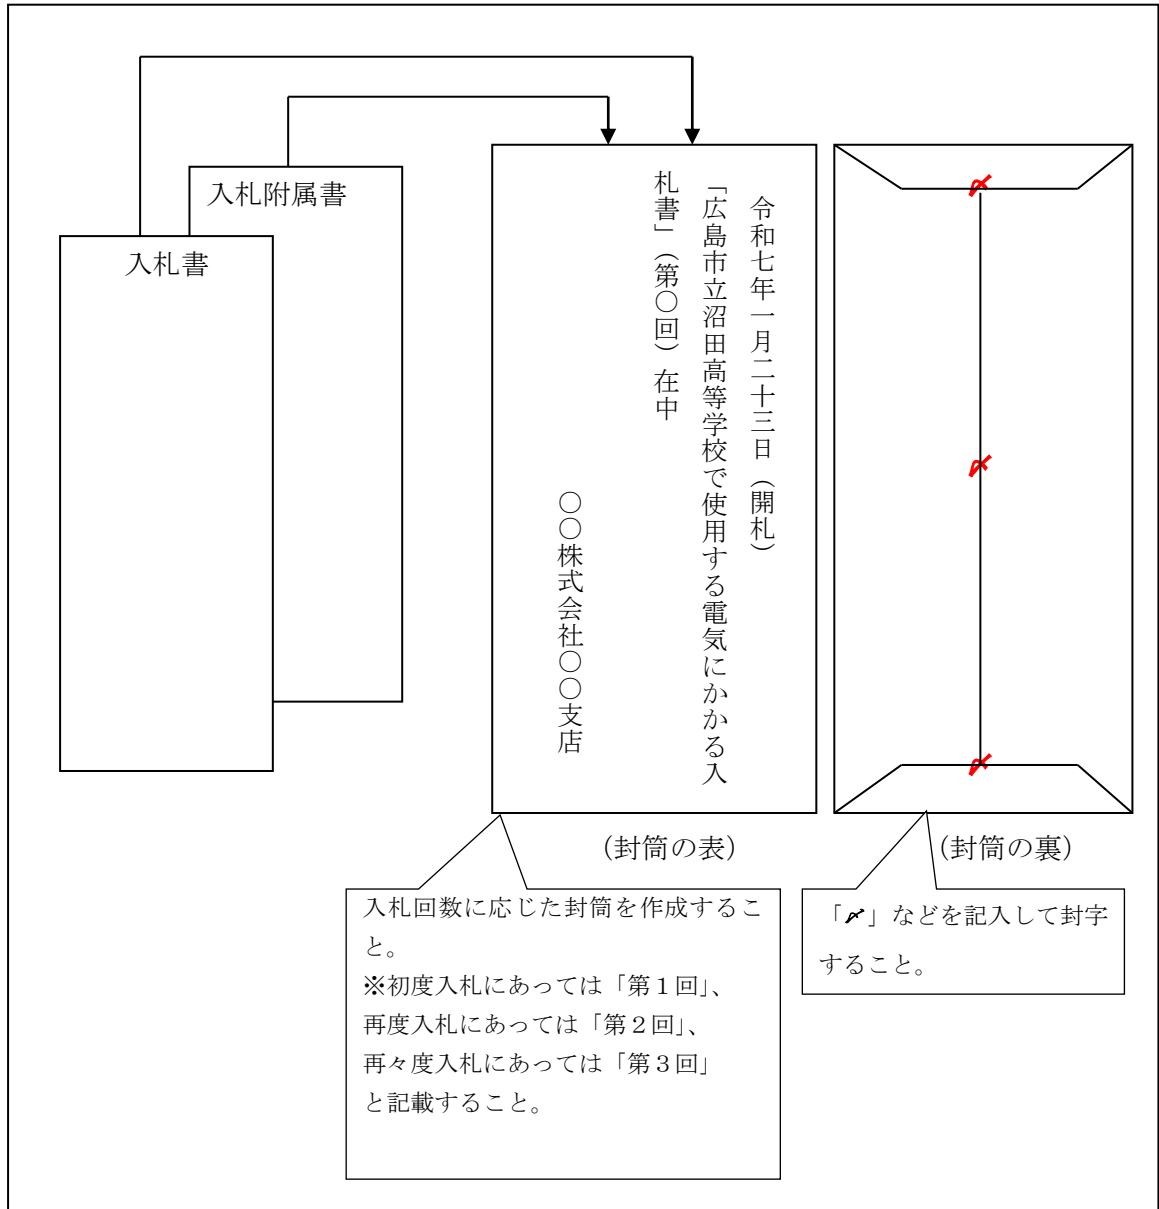 入札附属書
入札書
令和七年一月二十三日（開札）
「広島市立沼田高等学校で使用する電気にかかる入
札書」（第〇回）在中
〇〇株式会社〇〇支店
〆
〆
〆
（封筒の表）
（封筒の裏）
入札回数に応じた封筒を作成するこ
と。
※初度入札にあっては「第１回」、
再度入札にあっては「第２回」、
再々度入札にあっては「第３回」
と記載すること。
「〆」などを記入して封字
すること。